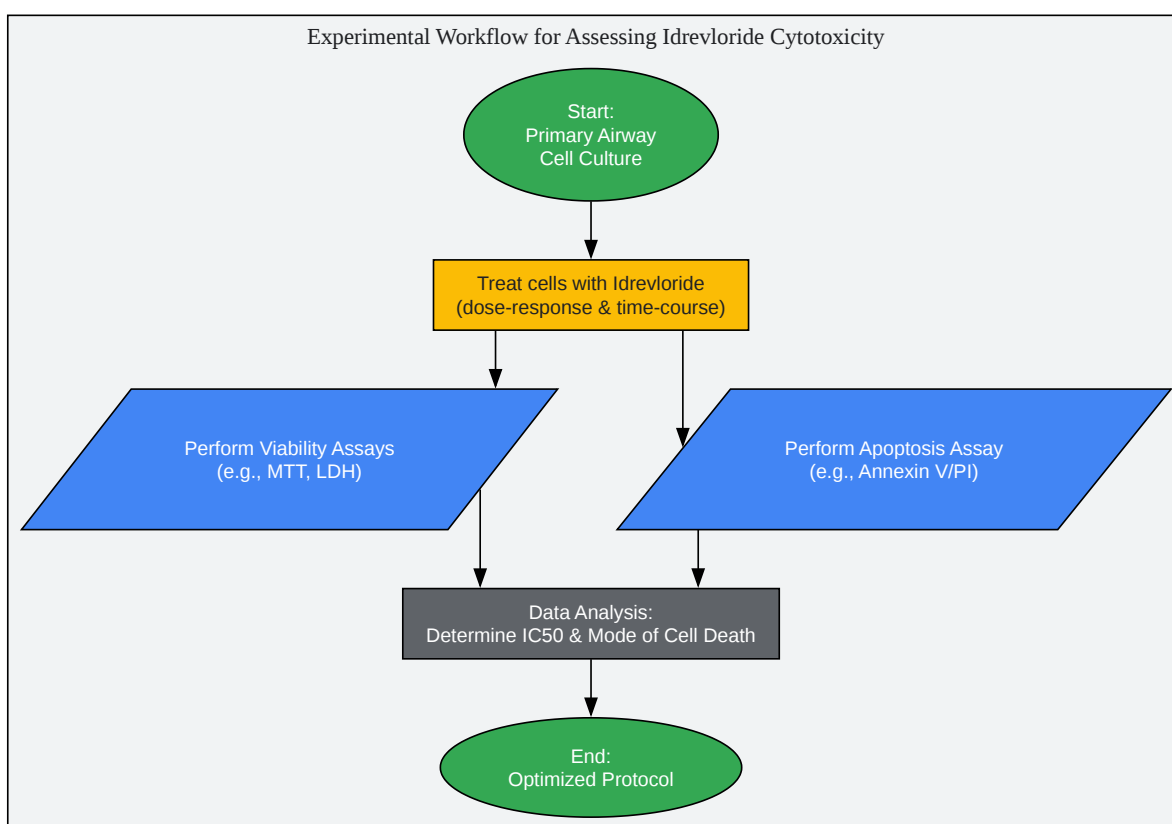 Experimental Workflow for Assessing Idrevloride Cytotoxicity
Start:
Primary Airway
Cell Culture
Treat cells with Idrevloride
(dose-response & time-course)
Perform Viability Assays
(e.g., MTT, LDH)
Perform Apoptosis Assay
(e.g., Annexin V/PI)
Data Analysis:
Determine IC50 & Mode of Cell Death
End:
Optimized Protocol